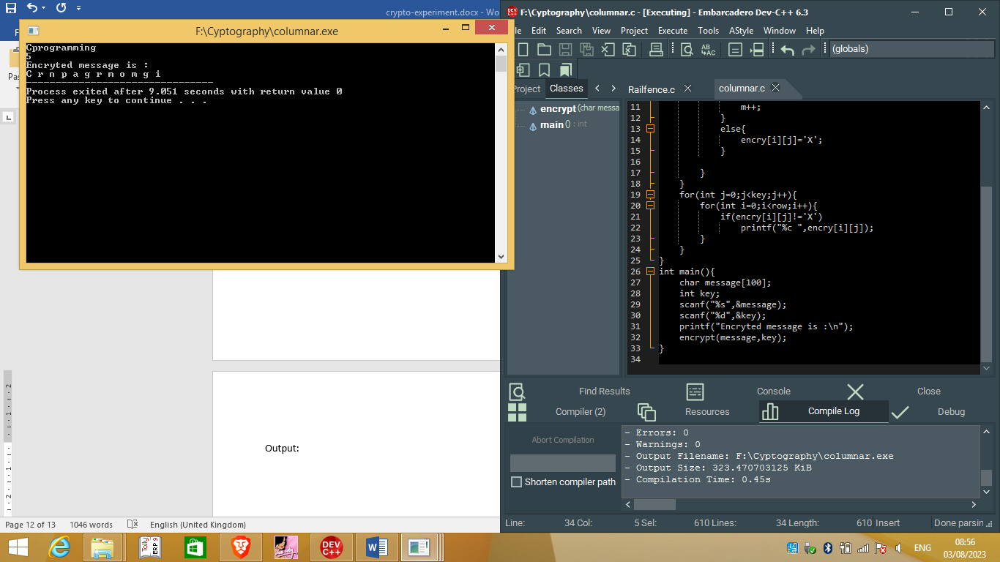 crypto-experiment.docx - Wo
F:\Cyptography\columnar.exe
Cprogramming
5
Encryted message is :
C r n p a g r m o m g i
--------------------------------
Process exited after 9.051 seconds with return value 0
Press any key to continue . . .
Output:
Page 12 of 13 1046 words English (United Kingdom)
F:\Cyptography\columnar.c - [Executing] - Embarcadero Dev-C++ 6.3
le Edit Search View Project Execute Tools AStyle Window Help
(globals)
Project Classes
encrypt (char messa
main () : int
Railfence.c columnar.c
11 m++;
12 }
13 else{
14 encry[i][j]='X';
15 }
16
17 }
18 }
19 for(int j=0;j<key;j++){
20 for(int i=0;i<row;i++){
21 if(encry[i][j]!='X')
22 printf("%c ",encry[i][j]);
23 }
24 }
25 }
26 int main(){
27 char message[100];
28 int key;
29 scanf("%s",&message);
30 scanf("%d",&key);
31 printf("Encryted message is :\n");
32 encrypt(message,key);
33 }
34
Find Results Console Close
Compiler (2) Resources Compile Log Debug
Abort Compilation
Shorten compiler path
- Errors: 0
- Warnings: 0
- Output Filename: F:\Cyptography\columnar.exe
- Output Size: 323.470703125 KiB
- Compilation Time: 0.45s
Line: 34 Col: 5 Sel: 610 Lines: 34 Length: 610 Insert Done parsin
Tally
ERP 9
DEV
C++
ENG
08:56
03/08/2023